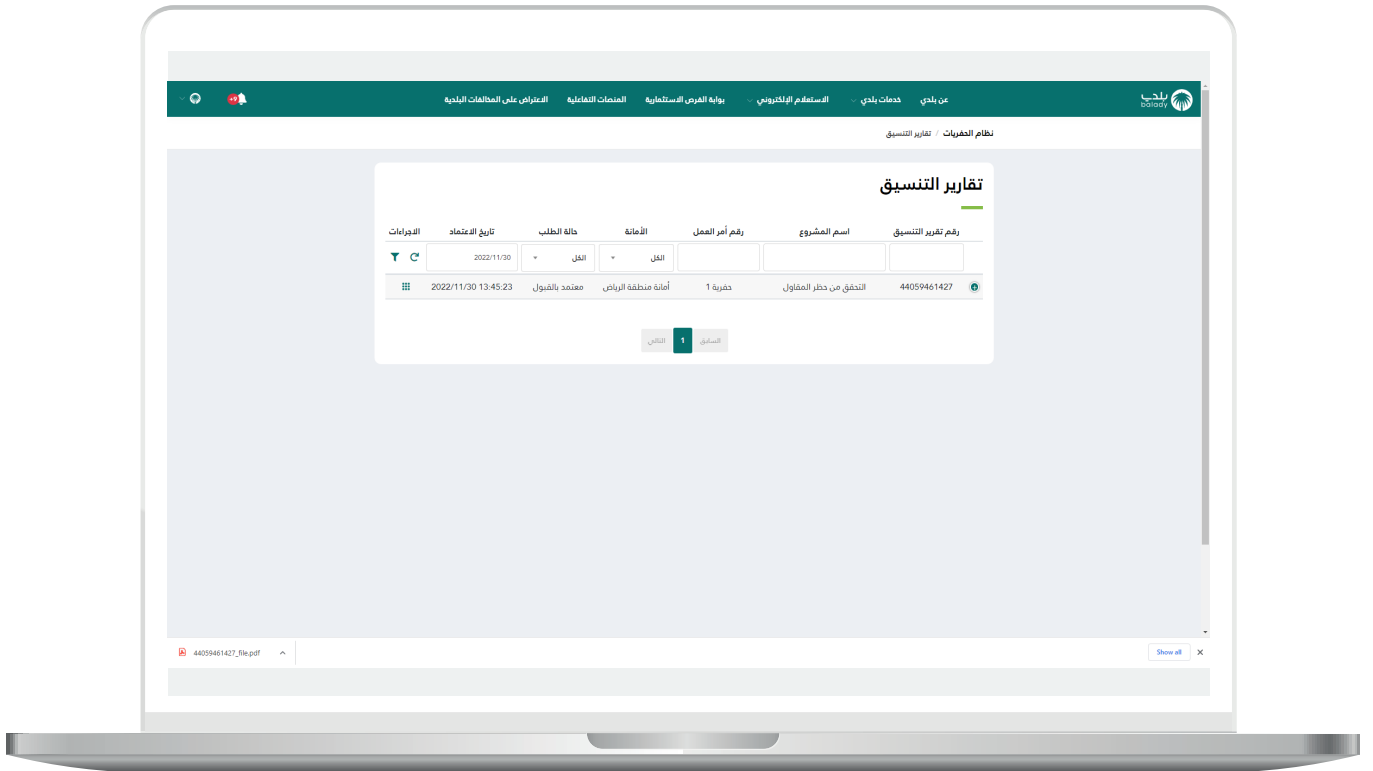 بلدي
balady
عن بلدي خدمات بلدي الاستعلام الإلكتروني بوابة الفرص الاستثمارية المنصات التفاعلية الاعتراض على المخالفات البلدية
+9
نظام الحفريات / تقارير التنسيق
تقارير التنسيق
رقم تقرير التنسيق اسم المشروع رقم أمر العمل الأمانة حالة الطلب تاريخ الاعتماد الاجراءات
الكل الكل 2022/11/30
44059461427 التحقق من حظر المقاول حفرية 1 أمانة منطقة الرياض معتمد بالقبول 2022/11/30 13:45:23
السابق 1 التالي
44059461427_file.pdf Show all